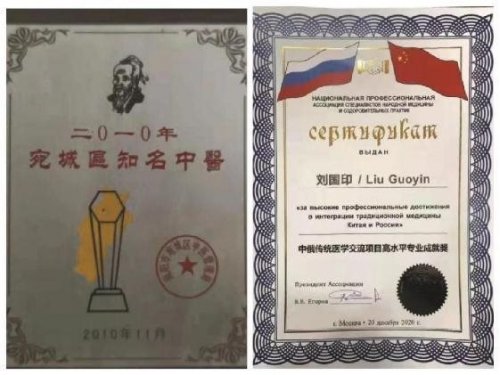 二〇一〇年
宛城區知名中醫
2010年11月
НАЦИОНАЛЬНАЯ ПРОФЕССИОНАЛЬНАЯ
АССОЦИАЦИЯ СПЕЦИАЛИСТОВ НАРОДНОЙ МЕДИЦИНЫ
И ОЗДОРОВИТЕЛЬНЫХ ПРАКТИК
сертификат
ВЫДАН
刘国印 / Liu Guoyin
«за высокие профессиональные достижения
в интеграции традиционной медицины
Китая и России»
中俄传统医学交流项目高水平专业成就奖
Президент Ассоциации
В.В. Егоров
г. Москва • 20 декабря 2020 г.